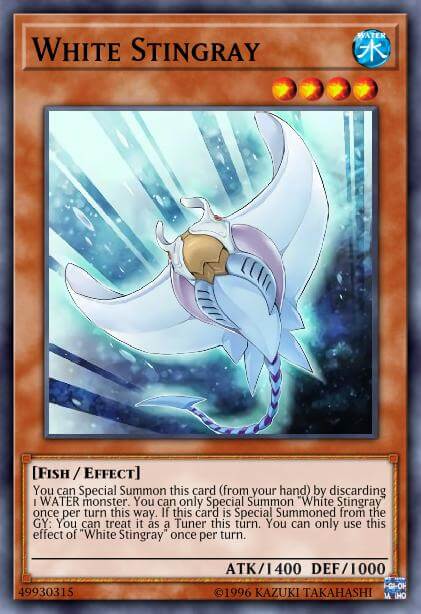 White Stingray
WATER
水
[Fish / Effect]
You can Special Summon this card (from your hand) by discarding
1 WATER monster. You can only Special Summon "White Stingray"
once per turn this way. If this card is Special Summoned from the
GY: You can treat it as a Tuner this turn. You can only use this
effect of "White Stingray" once per turn.
ATK/1400 DEF/1000
49930315
©1996 KAZUKI TAKAHASHI